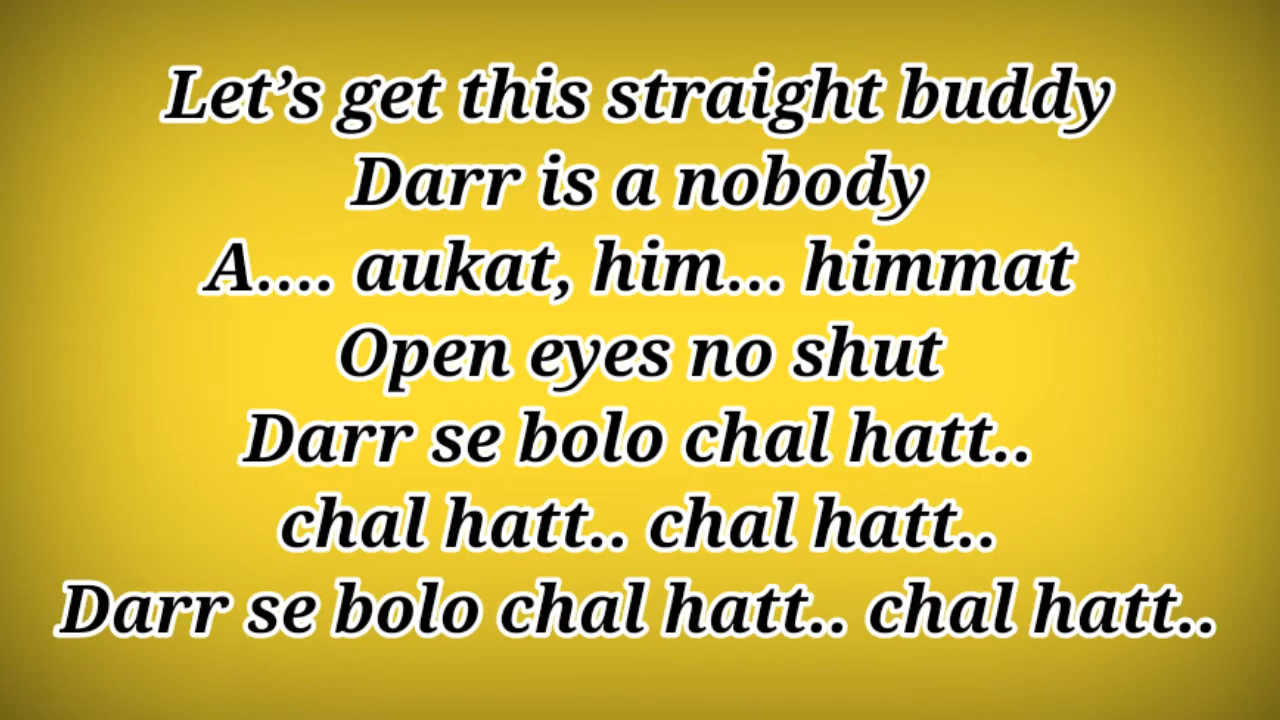 Let’s get this straight buddy
Darr is a nobody
A.... aukat, him... himmat
Open eyes no shut
Darr se bolo chal hatt..
chal hatt.. chal hatt..
Darr se bolo chal hatt.. chal hatt..